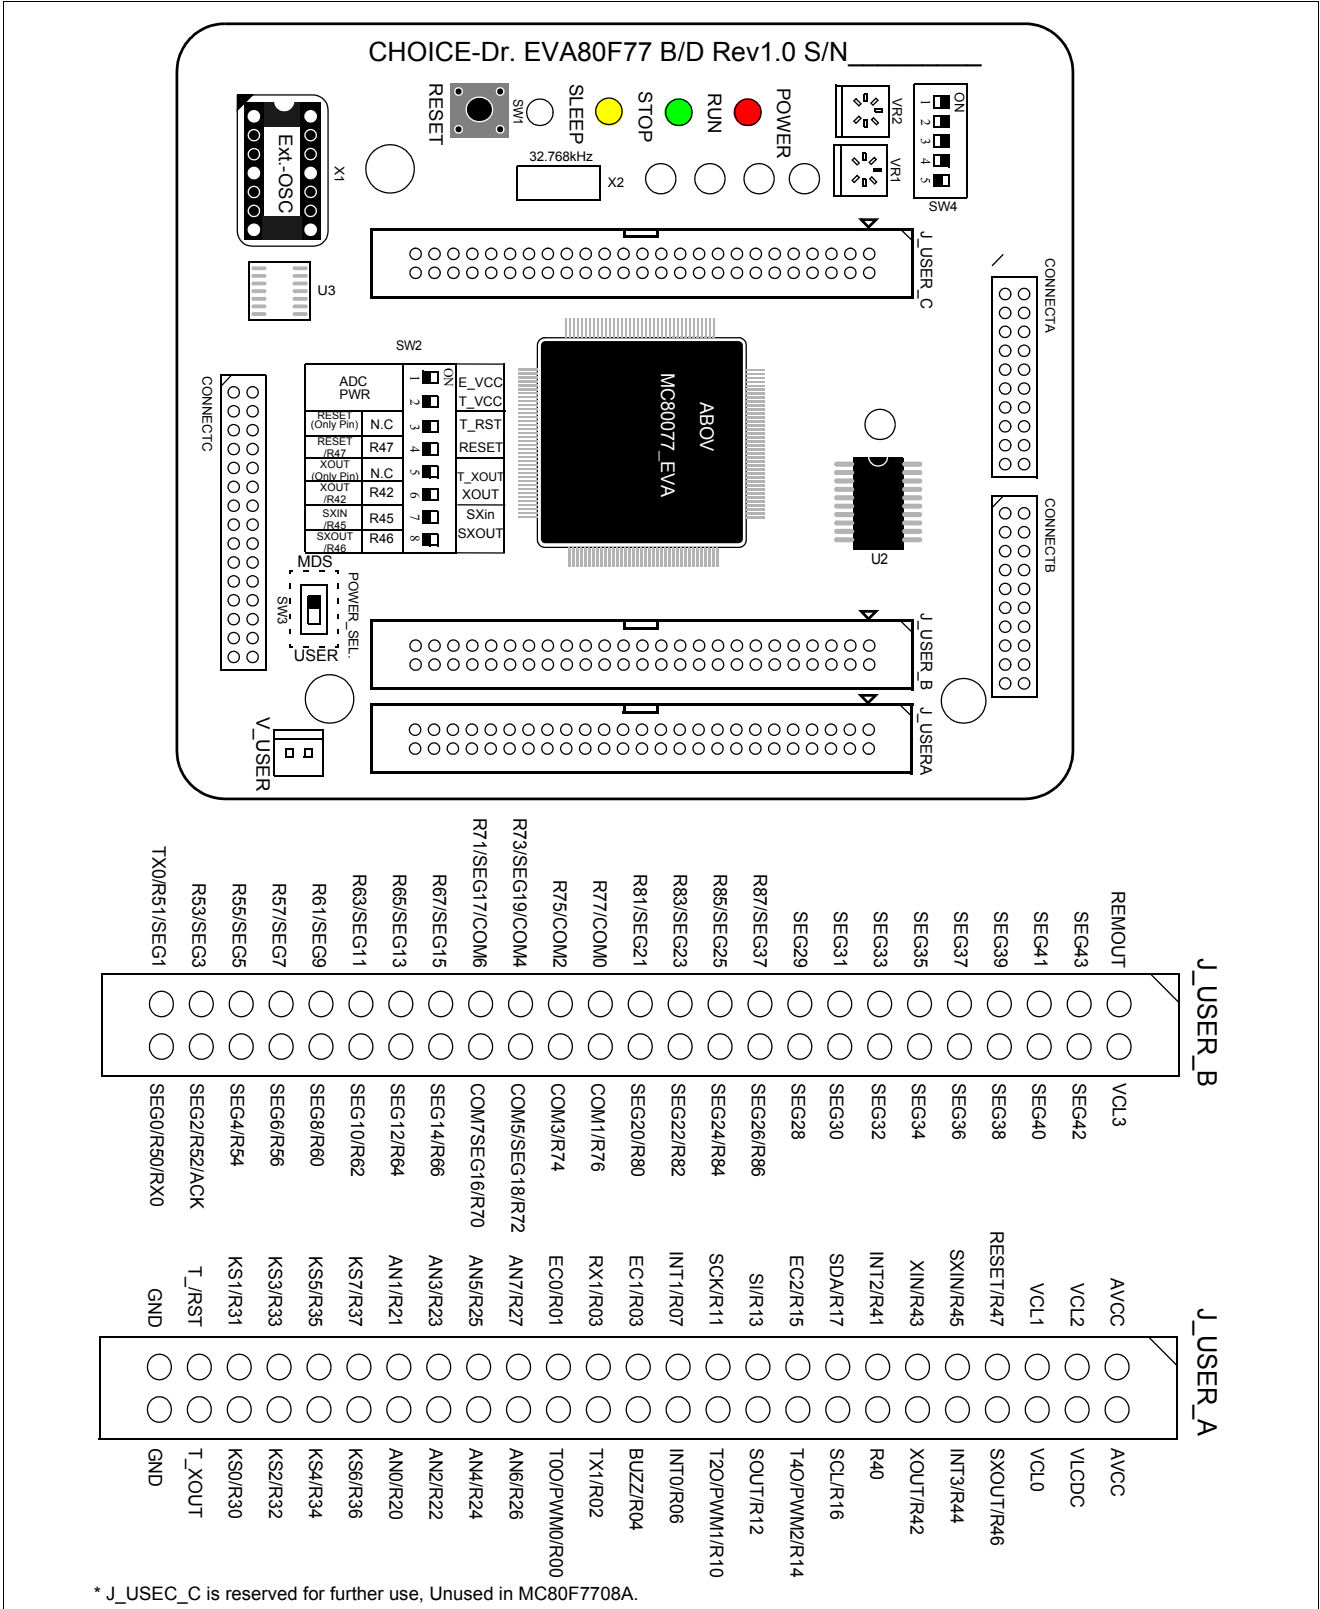 CHOICE-Dr. EVA80F77 B/D Rev1.0 S/N__________
RESET
SW1
SLEEP
STOP
RUN
POWER
VR2
VR1
ON
1
2
3
4
5
SW4
Ext.-OSC
X1
32.768kHz
X2
U3
J_USER_C
CONNECTA
CONNECTB
CONNECTC
SW2
ADC
PWR
RESET
(Only Pin)
N.C
RESET
/R47
R47
XOUT
(Only Pin)
N.C
XOUT
/R42
R42
SXIN
/R45
R45
SXOUT
/R46
R46
ON
1
2
3
4
5
6
7
8
E_VCC
T_VCC
T_RST
RESET
T_XOUT
XOUT
SXin
SXOUT
ABOV
MC80077_EVA
U2
MDS
SW3
POWER_SEL.
USER
V_USER
J_USER_B
J_USERA
TX0/R51/SEG1
R53/SEG3
R55/SEG5
R57/SEG7
R61/SEG9
R63/SEG11
R65/SEG13
R67/SEG15
R71/SEG17/COM6
R73/SEG19/COM4
R75/COM2
R77/COM0
R81/SEG21
R83/SEG23
R85/SEG25
R87/SEG37
SEG29
SEG31
SEG33
SEG35
SEG37
SEG39
SEG41
SEG43
REMOUT
J_USER_B
SEG0/R50/RX0
SEG2/R52/ACK
SEG4/R54
SEG6/R56
SEG8/R60
SEG10/R62
SEG12/R64
SEG14/R66
COM7SEG16/R70
COM5/SEG18/R72
COM3/R74
COM1/R76
SEG20/R80
SEG22/R82
SEG24/R84
SEG26/R86
SEG28
SEG30
SEG32
SEG34
SEG36
SEG38
SEG40
SEG42
VCL3
GND
T_/RST
KS1/R31
KS3/R33
KS5/R35
KS7/R37
AN1/R21
AN3/R23
AN5/R25
AN7/R27
EC0/R01
RX1/R03
EC1/R03
INT1/R07
SCK/R11
SI/R13
EC2/R15
SDA/R17
INT2/R41
XIN/R43
SXIN/R45
RESET/R47
VCL1
VCL2
AVCC
J_USER_A
GND
T_XOUT
KS0/R30
KS2/R32
KS4/R34
KS6/R36
AN0/R20
AN2/R22
AN4/R24
AN6/R26
T0O/PWM0/R00
TX1/R02
BUZZ/R04
INT0/R06
T2O/PWM1/R10
SOUT/R12
T4O/PWM2/R14
SCL/R16
R40
XOUT/R42
INT3/R44
SXOUT/R46
VCL0
VLCDC
AVCC
* J_USEC_C is reserved for further use, Unused in MC80F7708A.